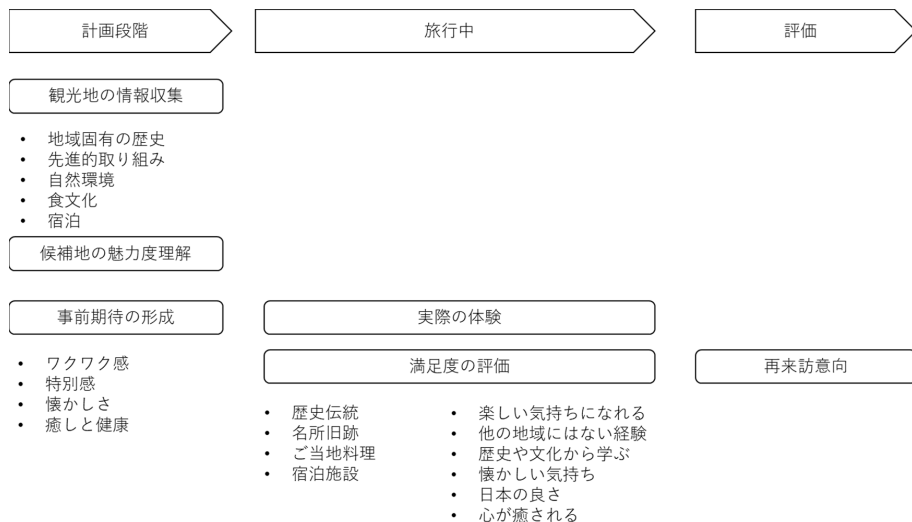 計画段階
旅行中
評価
観光地の情報収集
• 地域固有の歴史
• 先進的取り組み
• 自然環境
• 食文化
• 宿泊
候補地の魅力度理解
事前期待の形成
実際の体験
• ワクワク感
• 特別感
• 懐かしさ
• 癒しと健康
満足度の評価
再来訪意向
• 歴史伝統
• 名所旧跡
• ご当地料理
• 宿泊施設
• 楽しい気持ちになれる
• 他の地域にはない経験
• 歴史や文化から学ぶ
• 懐かしい気持ち
• 日本の良さ
• 心が癒される